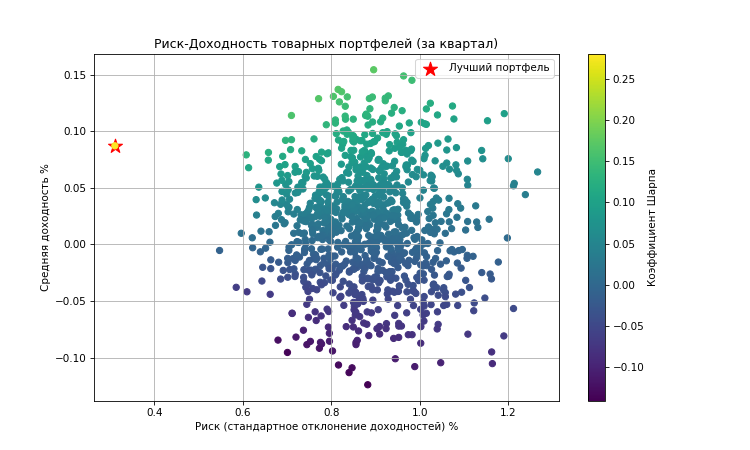 Риск-Доходность товарных портфелей (за квартал)
Лучший портфель
Средняя доходность %
0.15
0.10
0.05
0.00
−0.05
−0.10
0.4 0.6 0.8 1.0 1.2
Риск (стандартное отклонение доходностей) %
0.25
0.20
0.15
0.10
0.05
0.00
−0.05
−0.10
Коэффициент Шарпа